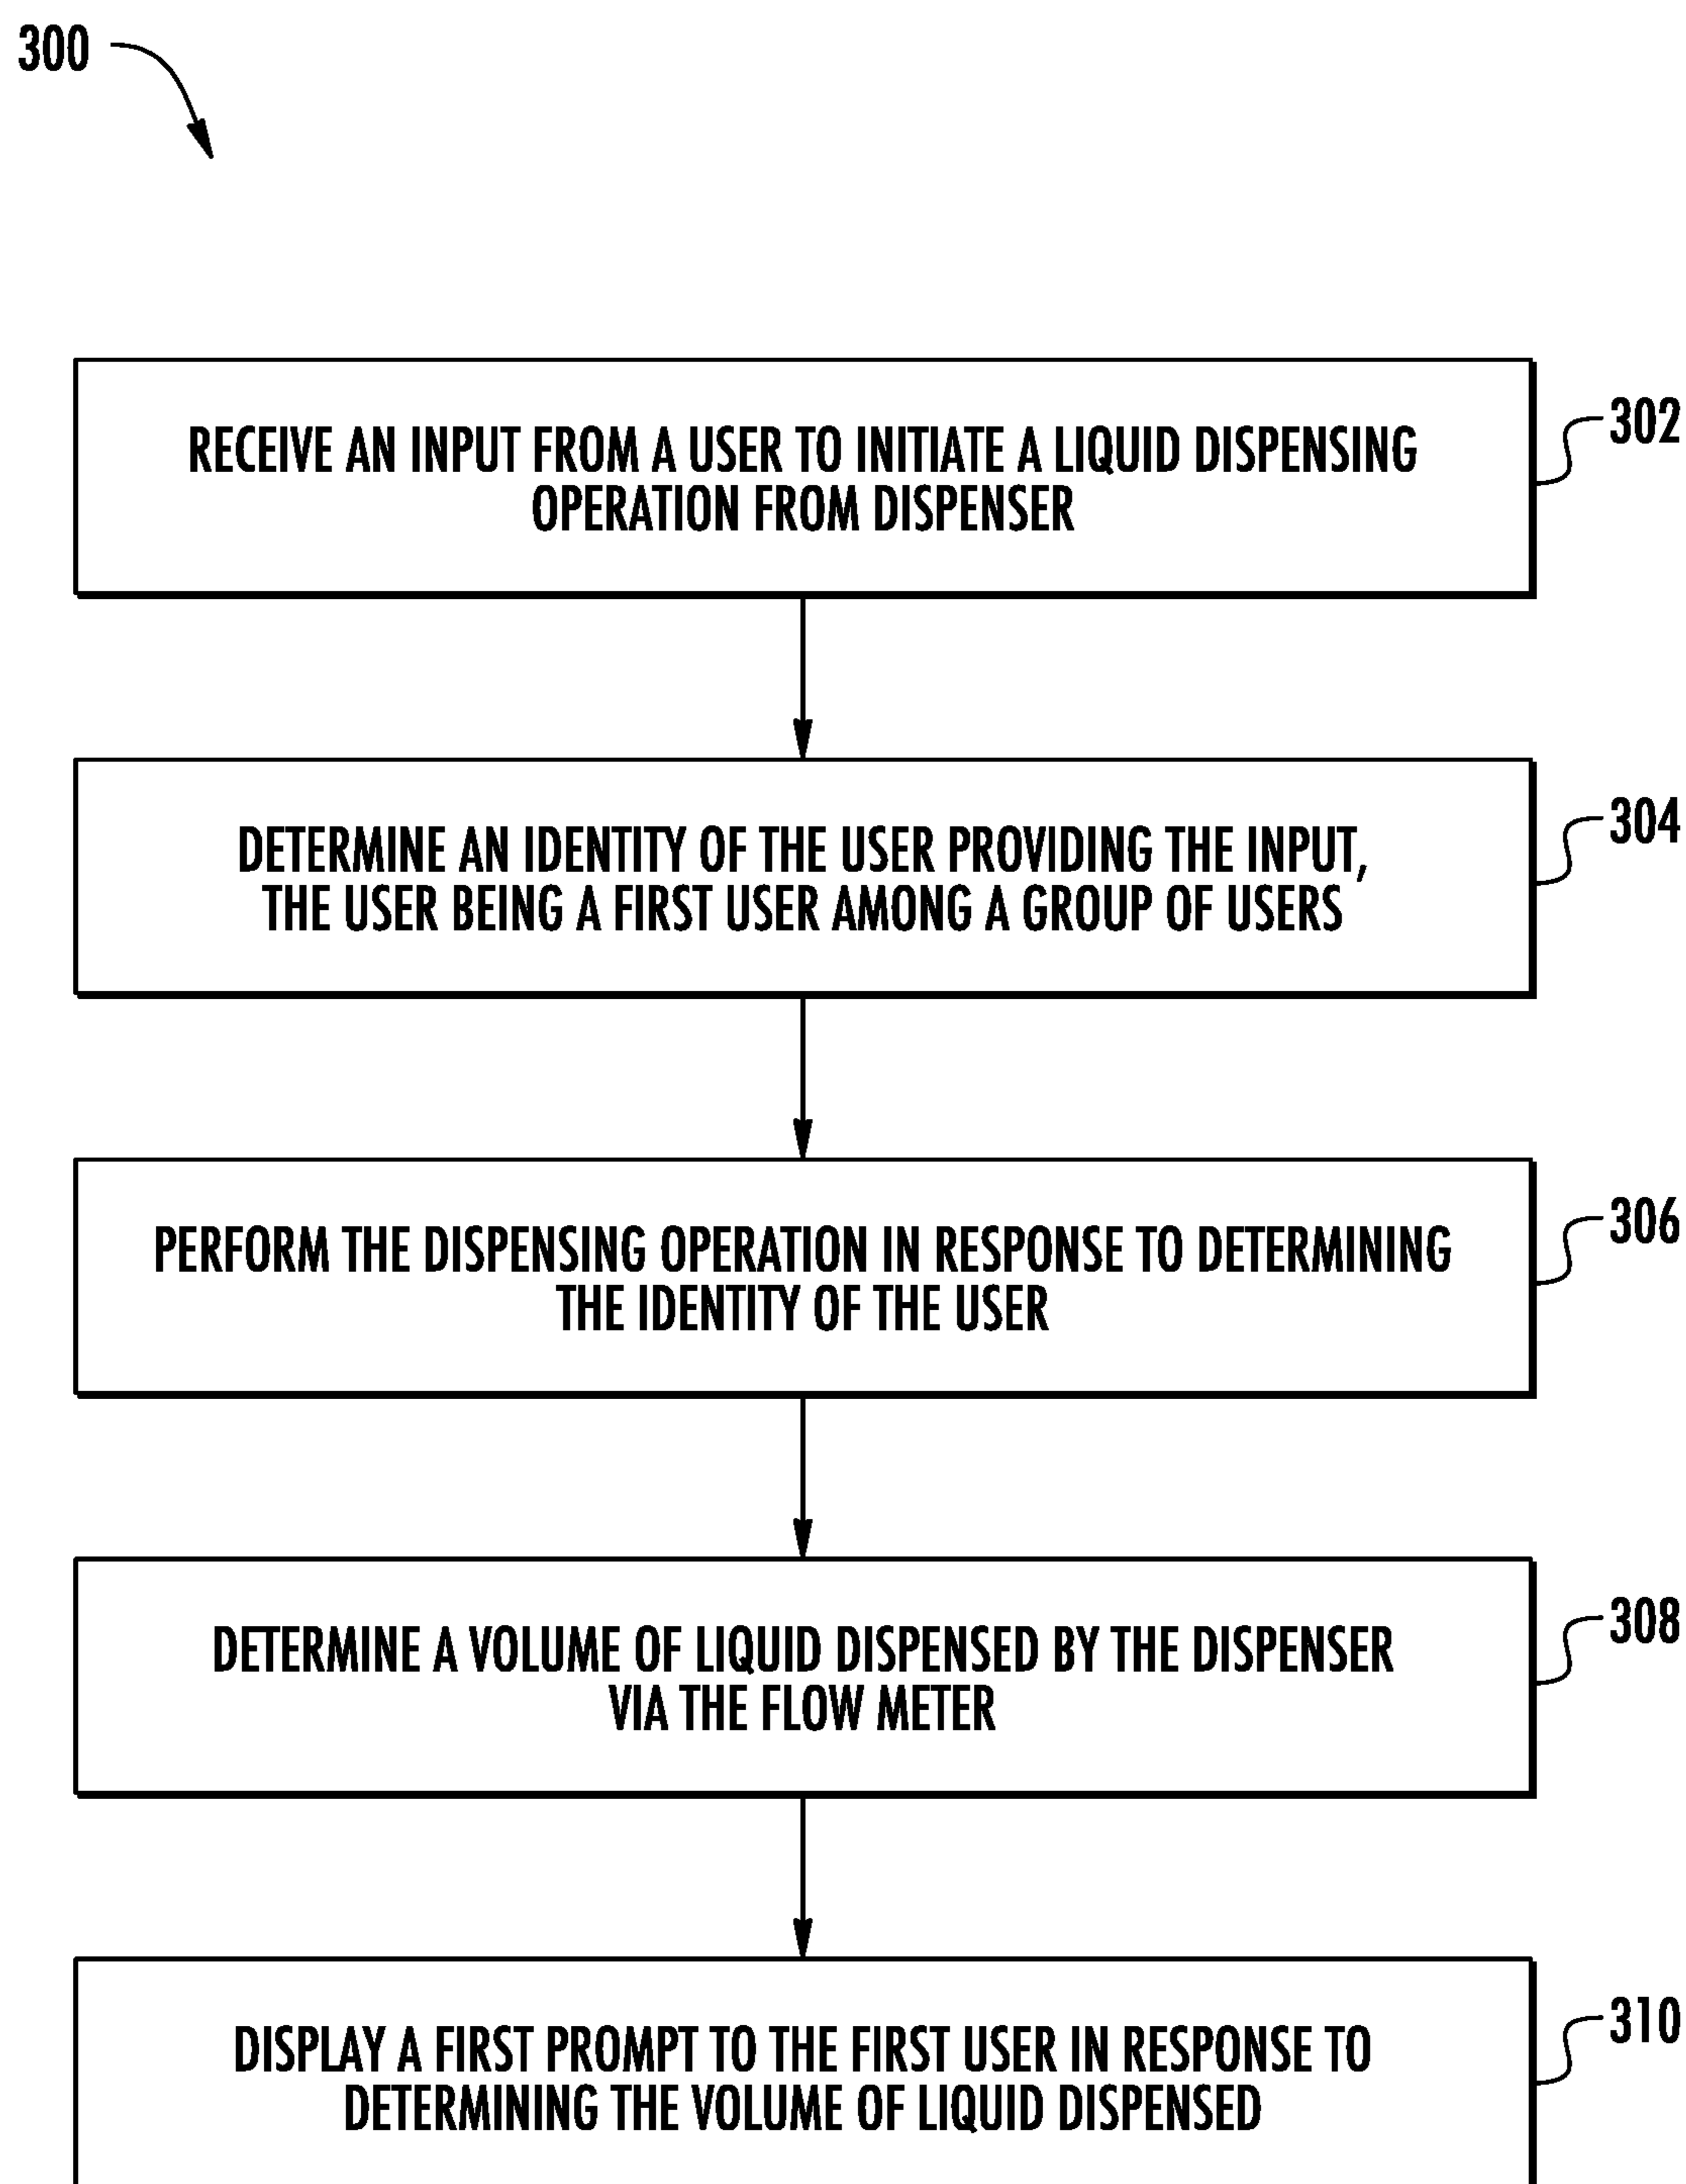 300
RECEIVE AN INPUT FROM A USER TO INITIATE A LIQUID DISPENSING
OPERATION FROM DISPENSER
302
DETERMINE AN IDENTITY OF THE USER PROVIDING THE INPUT,
THE USER BEING A FIRST USER AMONG A GROUP OF USERS
304
PERFORM THE DISPENSING OPERATION IN RESPONSE TO DETERMINING
THE IDENTITY OF THE USER
306
DETERMINE A VOLUME OF LIQUID DISPENSED BY THE DISPENSER
VIA THE FLOW METER
308
DISPLAY A FIRST PROMPT TO THE FIRST USER IN RESPONSE TO
DETERMINING THE VOLUME OF LIQUID DISPENSED
310